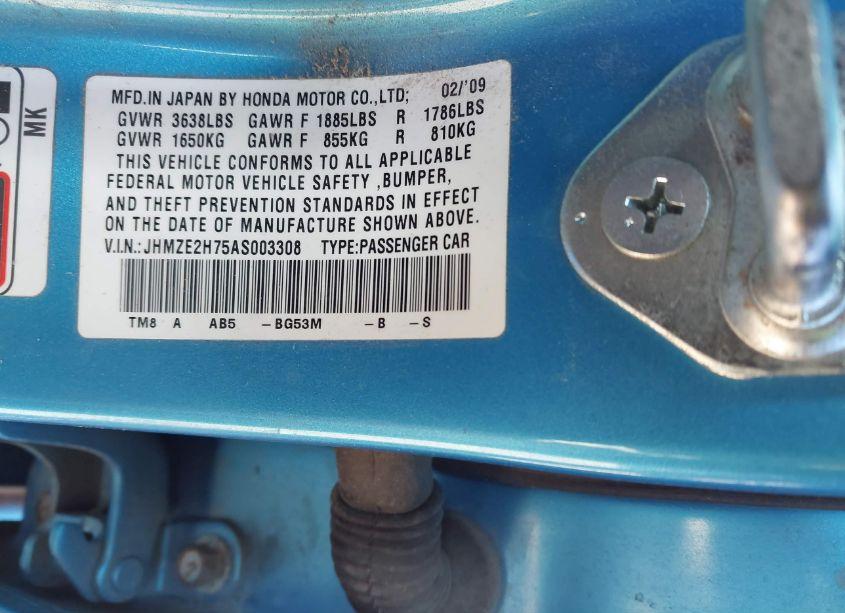 MFD.IN JAPAN BY HONDA MOTOR CO.,LTD; 02/'09
GVWR 3638LBS GAWR F 1885LBS R 1786LBS
GVWR 1650KG GAWR F 855KG R 810KG
THIS VEHICLE CONFORMS TO ALL APPLICABLE
FEDERAL MOTOR VEHICLE SAFETY ,BUMPER,
AND THEFT PREVENTION STANDARDS IN EFFECT
ON THE DATE OF MANUFACTURE SHOWN ABOVE.
V.I.N.:JHMZE2H75AS003308 TYPE:PASSENGER CAR
TM8 A AB5 -BG53M -B -S
MK